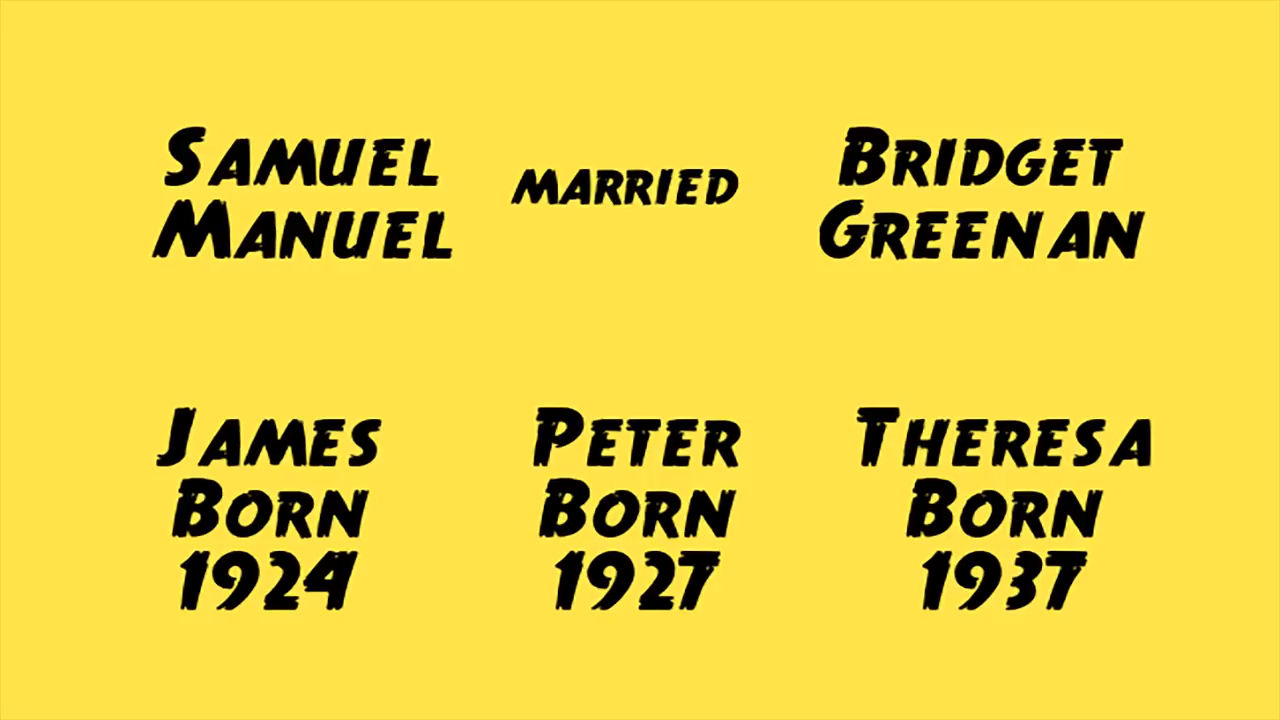 Samuel Manuel
married
Bridget Greenan
James
Born
1924
Peter
Born
1927
Theresa
Born
1937